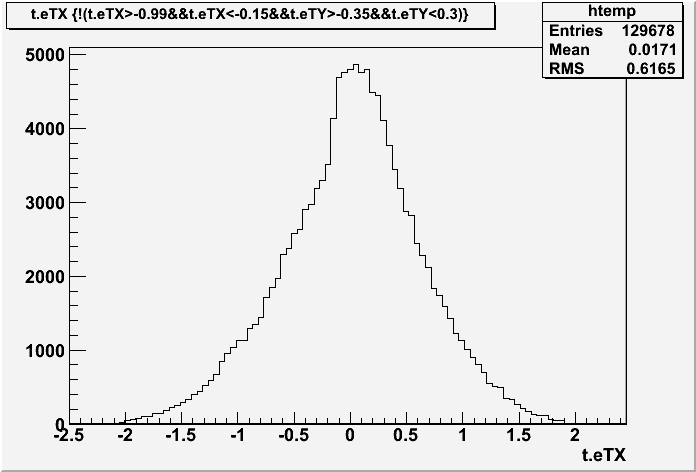 t.eTX {!(t.eTX>-0.99&&t.eTX<-0.15&&t.eTY>-0.35&&t.eTY<0.3)}
htemp
Entries 129678
Mean 0.0171
RMS 0.6165
5000
4000
3000
2000
1000
0
-2.5 -2 -1.5 -1 -0.5 0 0.5 1 1.5 2
t.eTX